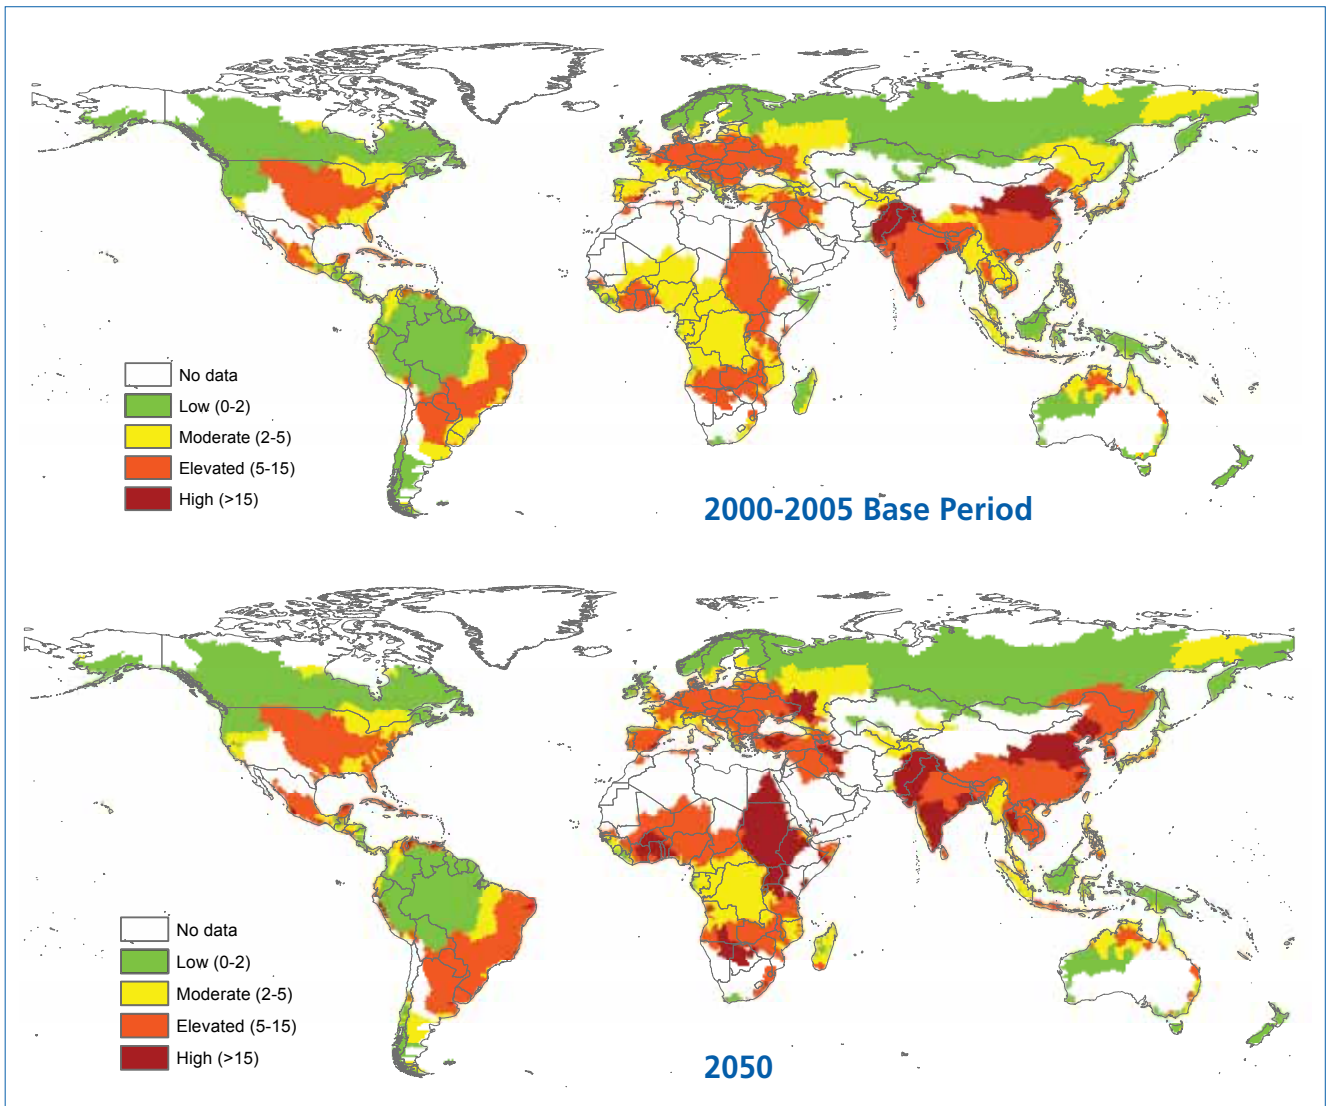 No data
Low (0-2)
Moderate (2-5)
Elevated (5-15)
High (>15)
2000-2005 Base Period
No data
Low (0-2)
Moderate (2-5)
Elevated (5-15)
High (>15)
2050